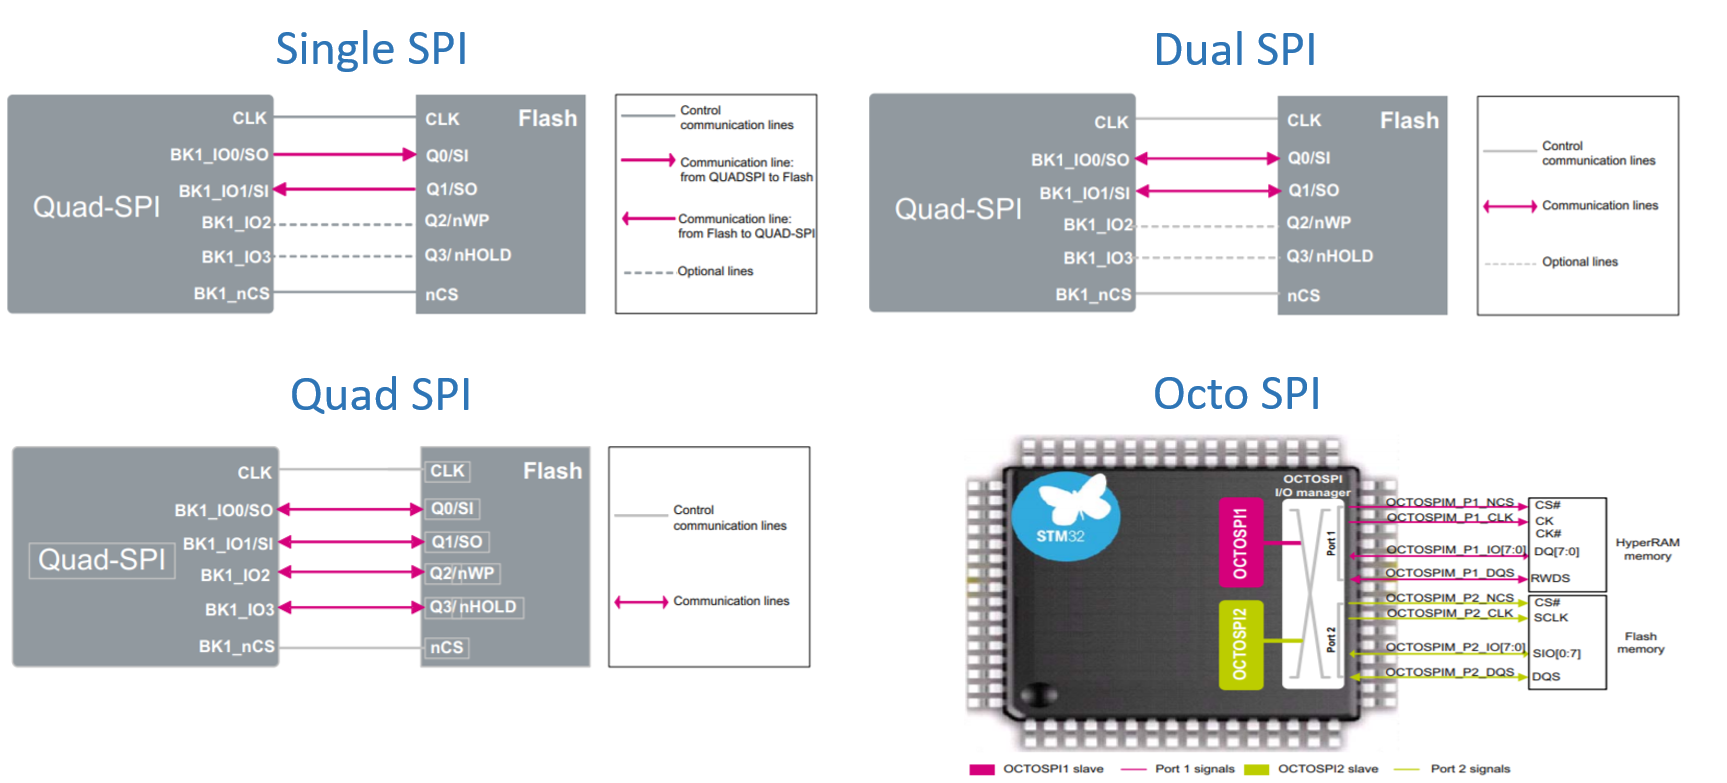 Single SPI
CLK
BK1_IO0/SO
BK1_IO1/SI
BK1_IO2
BK1_IO3
BK1_nCS
Quad-SPI
CLK
Flash
Q0/SI
Q1/SO
Q2/nWP
Q3/nHOLD
nCS
Control
communication lines
Communication line:
from QUADSPI to Flash
Communication line:
from Flash to QUAD-SPI
Optional lines
Dual SPI
CLK
BK1_IO0/SO
BK1_IO1/SI
BK1_IO2
BK1_IO3
BK1_nCS
Quad-SPI
CLK
Flash
Q0/SI
Q1/SO
Q2/nWP
Q3/nHOLD
nCS
Control
communication lines
Communication lines
Optional lines
Quad SPI
CLK
BK1_IO0/SO
BK1_IO1/SI
BK1_IO2
BK1_IO3
BK1_nCS
Quad-SPI
CLK
Flash
Q0/SI
Q1/SO
Q2/nWP
Q3/nHOLD
nCS
Control
communication lines
Communication lines
Octo SPI
STM32
OCTOSPI1
OCTOSPI2
OCTOSPI
I/O manager
Port 1
Port 2
OCTOSPIM_P1_NCS
OCTOSPIM_P1_CLK
OCTOSPIM_P1_IO[7:0]
OCTOSPIM_P1_DQS
OCTOSPIM_P2_NCS
OCTOSPIM_P2_CLK
OCTOSPIM_P2_IO[7:0]
OCTOSPIM_P2_DQS
CS#
CK
CK#
DQ[7:0]
RWDS
HyperRAM
memory
CS#
SCLK
SIO[0:7]
DQS
Flash
memory
OCTOSPI1 slave
Port 1 signals
OCTOSPI2 slave
Port 2 signals